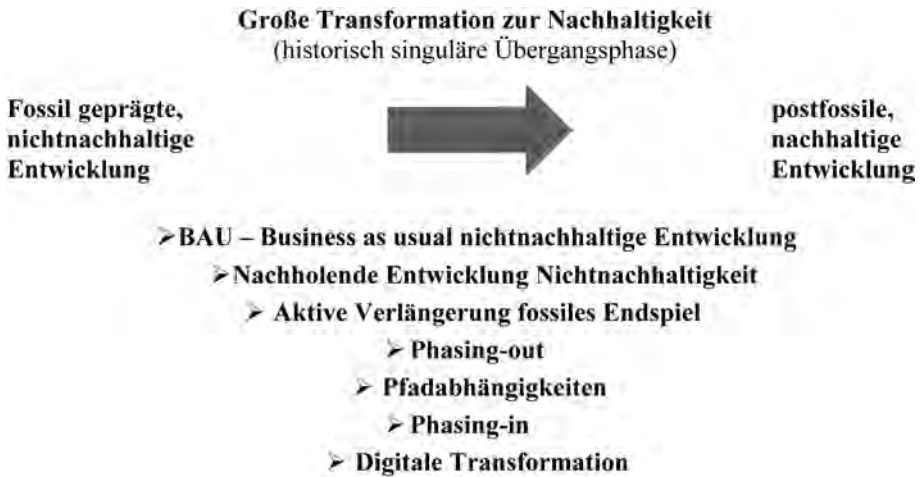 Große Transformation zur Nachhaltigkeit
(historisch singuläre Übergangsphase)
Fossil geprägte,
nichtnachhaltige
Entwicklung
postfossile,
nachhaltige
Entwicklung
➢BAU – Business as usual nichtnachhaltige Entwicklung
➢Nachholende Entwicklung Nichtnachhaltigkeit
➢ Aktive Verlängerung fossiles Endspiel
➢ Phasing-out
➢ Pfadabhängigkeiten
➢ Phasing-in
➢ Digitale Transformation